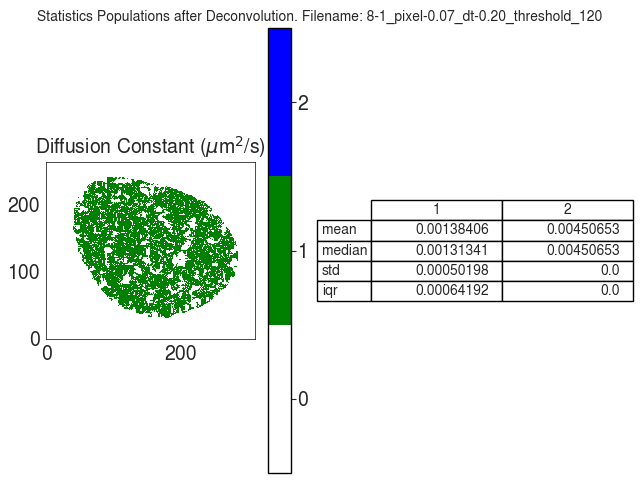 Statistics Populations after Deconvolution. Filename: 8-1_pixel-0.07_dt-0.20_threshold_120
Diffusion Constant (μm²/s)
200
100
0
0 200
2
1
0
1 2
mean 0.00138406 0.00450653
median 0.00131341 0.00450653
std 0.00050198 0.0
iqr 0.00064192 0.0